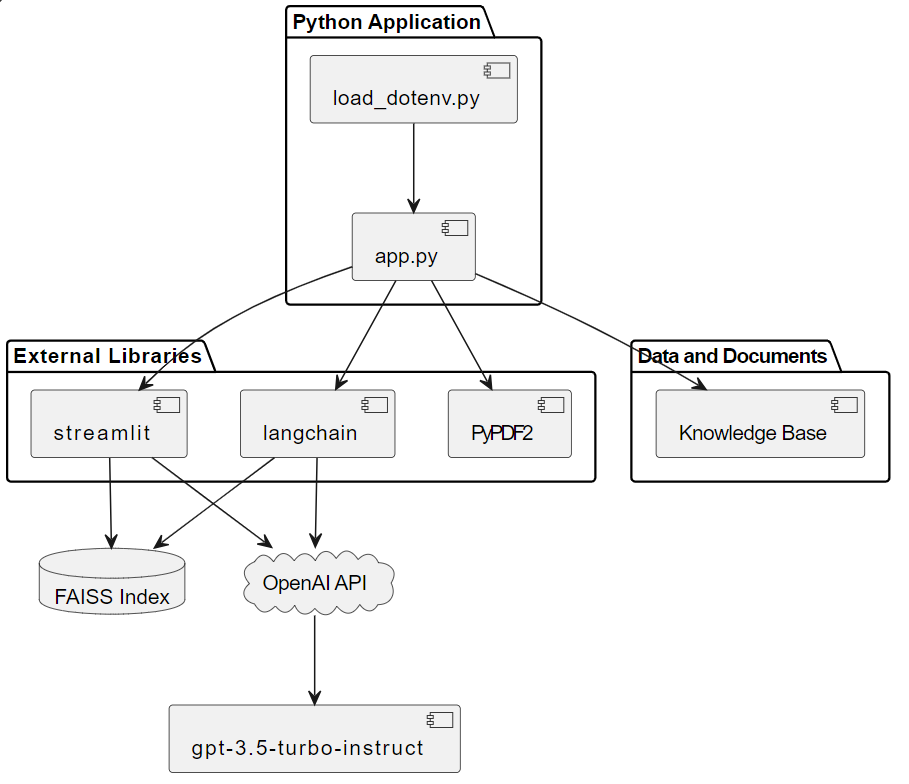 Python Application
load_dotenv.py
app.py
External Libraries
Data and Documents
streamlit
langchain
PyPDF2
Knowledge Base
FAISS Index
OpenAI API
gpt-3.5-turbo-instruct